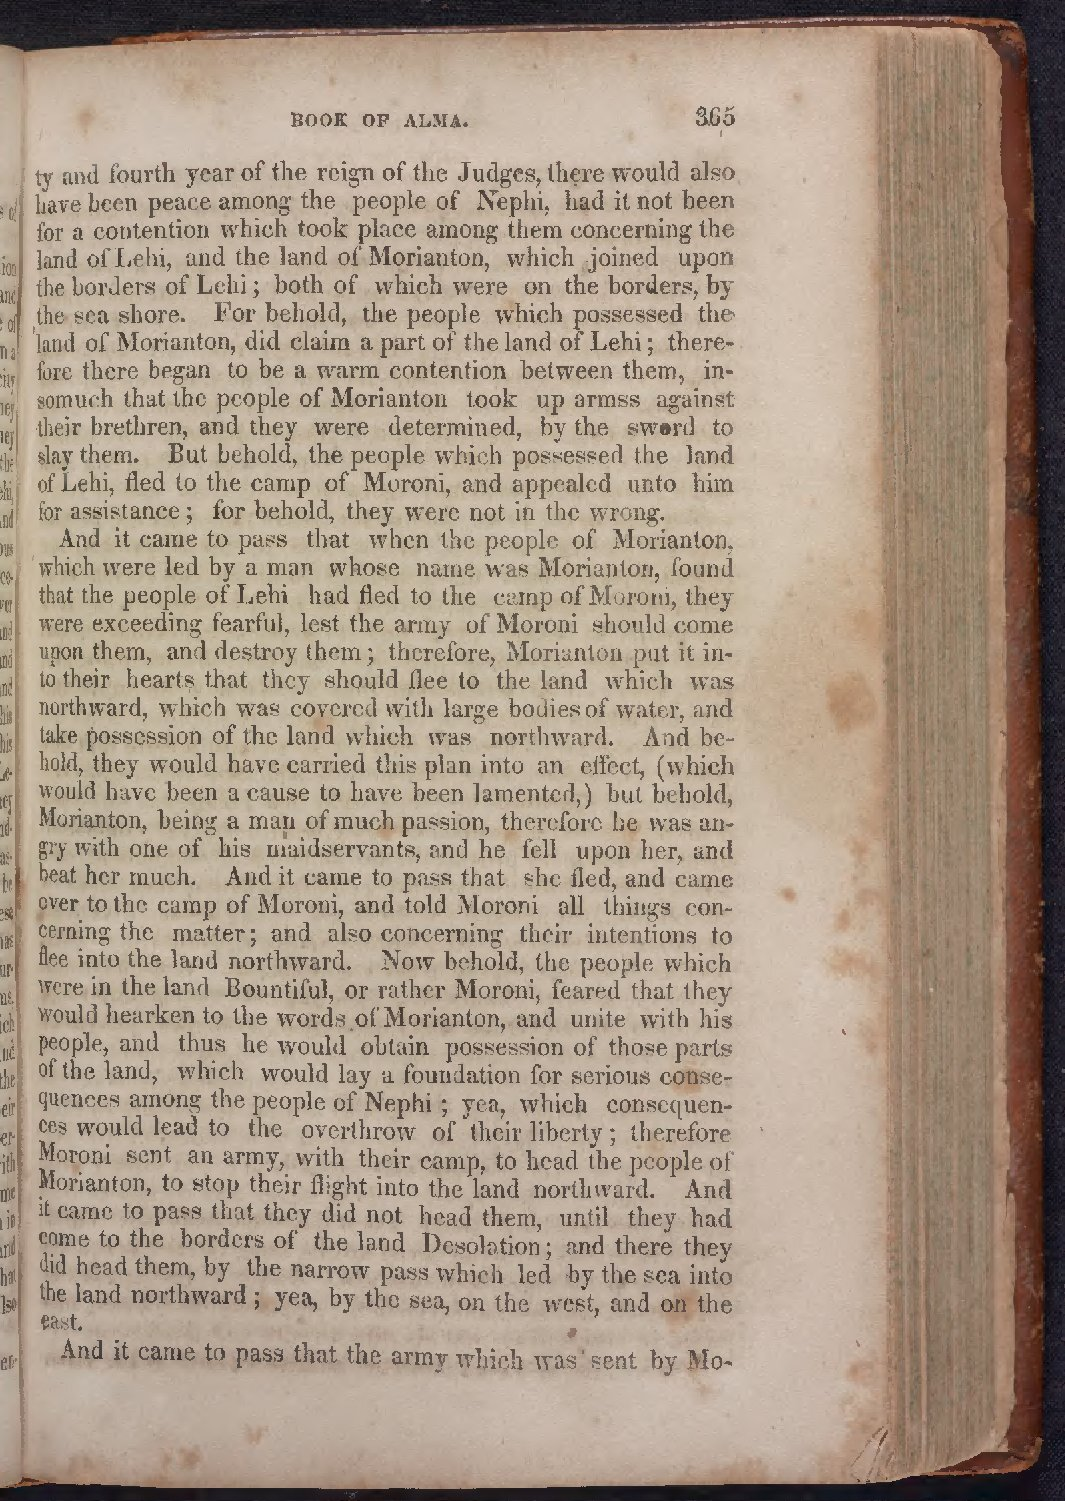 BOOK OF ALMA. 365
ty and fourth year of the reign of the Judges, there would also
have been peace among the people of Nephi, had it not been
for a contention which took place among them concerning the
land of Lehi, and the land of Morianton, which joined upon
the borders of Lehi; both of which were on the borders, by
the sea shore. For behold, the people which possessed the
land of Morianton, did claim a part of the land of Lehi; there-
fore there began to be a warm contention between them, in-
somuch that the people of Morianton took up armss against
their brethren, and they were determined, by the sword to
slay them. But behold, the people which possessed the land
of Lehi, fled to the camp of Moroni, and appealed unto him
for assistance; for behold, they were not in the wrong.
And it came to pass that when the people of Morianton,
which were led by a man whose name was Morianton, found
that the people of Lehi had fled to the camp of Moroni, they
were exceeding fearful, lest the army of Moroni should come
upon them, and destroy them; therefore, Morianton put it in-
to their hearts that they should flee to the land which was
northward, which was covered with large bodies of water, and
take possession of the land which was northward. And be-
hold, they would have carried this plan into an effect, (which
would have been a cause to have been lamented,) but behold,
Morianton, being a man of much passion, therefore he was an-
gry with one of his maidservants, and he fell upon her, and
beat her much. And it came to pass that she fled, and came
over to the camp of Moroni, and told Moroni all things con-
cerning the matter; and also concerning their intentions to
flee into the land northward. Now behold, the people which
were in the land Bountiful, or rather Moroni, feared that they
would hearken to the words of Morianton, and unite with his
people, and thus he would obtain possession of those parts
of the land, which would lay a foundation for serious conse-
quences among the people of Nephi; yea, which consequen-
ces would lead to the overthrow of their liberty; therefore
Moroni sent an army, with their camp, to head the people of
Morianton, to stop their flight into the land northward. And
it came to pass that they did not head them, until they had
come to the borders of the land Desolation; and there they
did head them, by the narrow pass which led by the sea into
the land northward; yea, by the sea, on the west, and on the
east.
And it came to pass that the army which was sent by Mo-